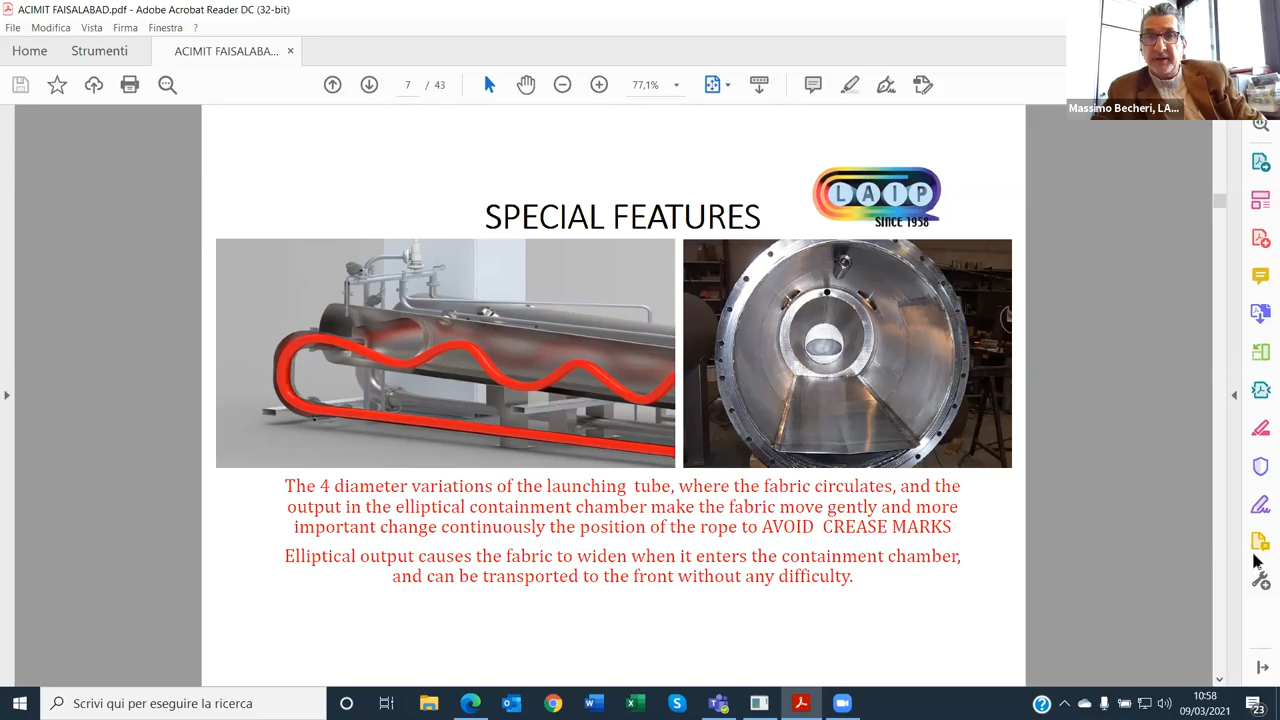 ACIMIT FAISALABAD.pdf - Adobe Acrobat Reader DC (32-bit)
File Modifica Vista Firma Finestra ?
Home Strumenti ACIMIT FAISALABA... ×
7 / 43 77,1%
Massimo Becheri, LA...
LAIP
SINCE 1958
SPECIAL FEATURES
The 4 diameter variations of the launching tube, where the fabric circulates, and the
output in the elliptical containment chamber make the fabric move gently and more
important change continuously the position of the rope to AVOID CREASE MARKS
Elliptical output causes the fabric to widen when it enters the containment chamber,
and can be transported to the front without any difficulty.
Scrivi qui per eseguire la ricerca
10:58
09/03/2021
23